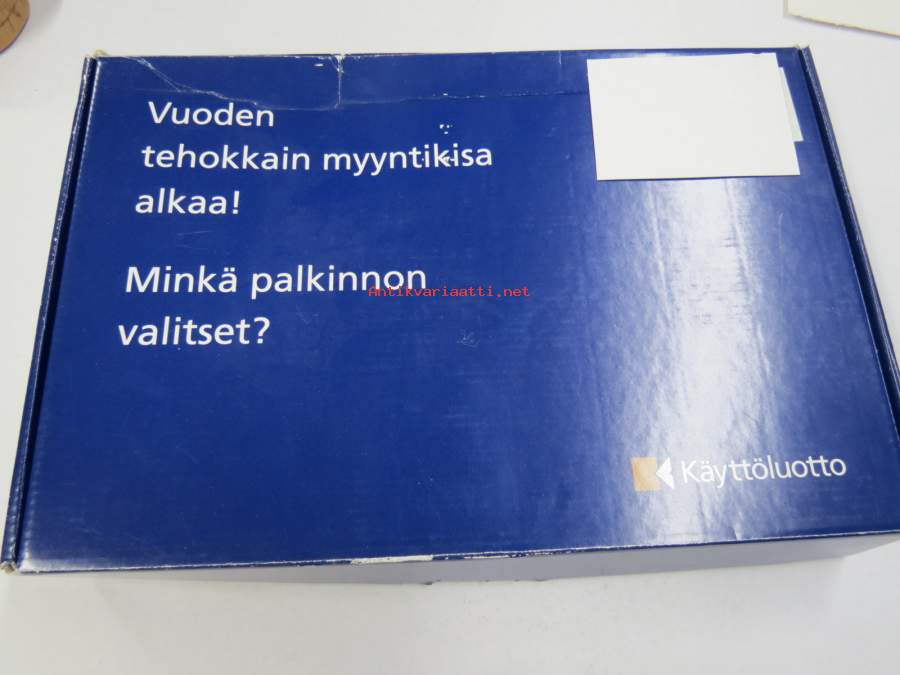 Vuoden
tehokkain myyntikisa
alkaa!
Minkä palkinnon
valitset?
Antikvariaatti.net
Käyttöluotto